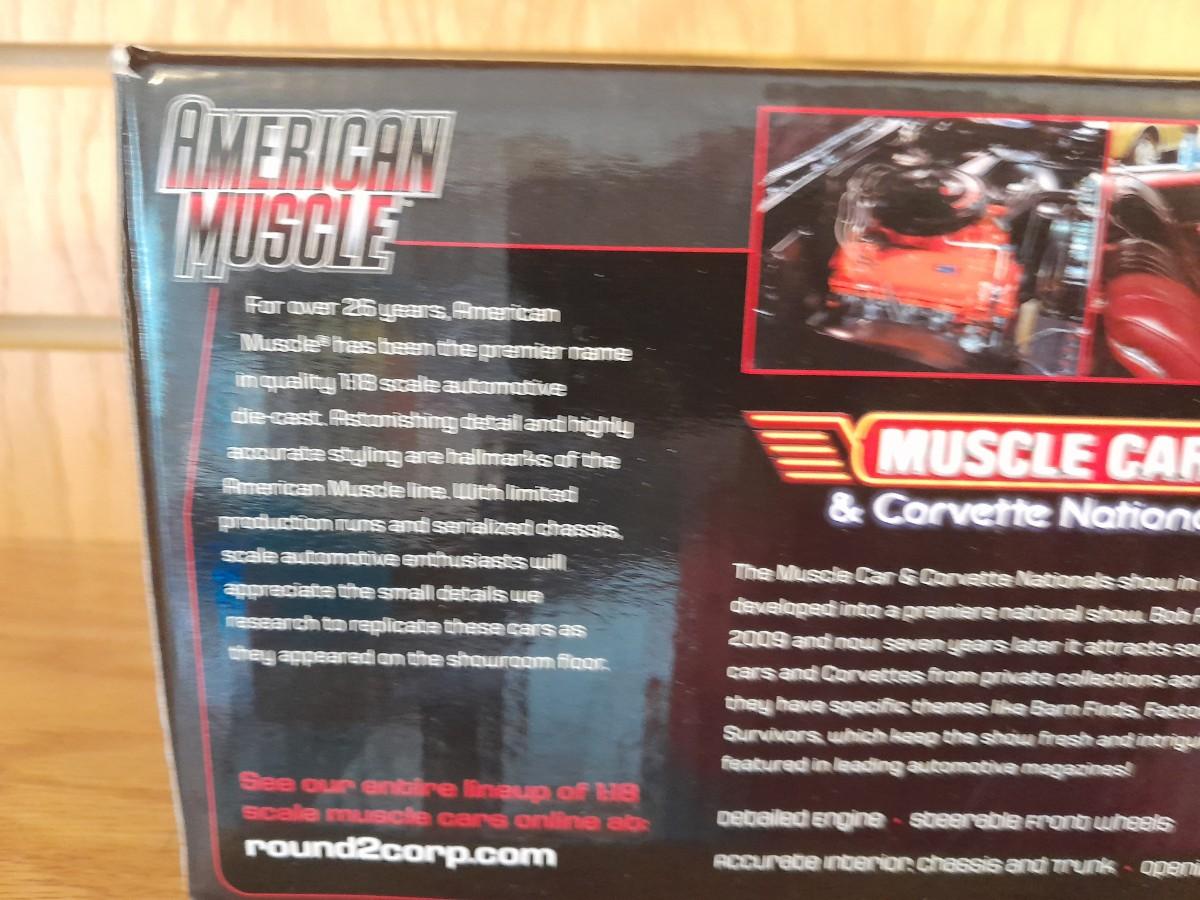 AMERICAN
MUSCLE™
For over 25 years, American
Muscle® has been the premier name
in quality 1:18 scale automotive
die-cast. Astonishing detail and highly
accurate styling are hallmarks of the
American Muscle line. With limited
production runs and serialized chassis,
scale automotive enthusiasts will
appreciate the small details we
research to replicate these cars as
they appeared on the showroom floor.
See our entire lineup of 1:18
scale muscle cars online at:
round2corp.com
MUSCLE CAR
& Corvette Nation
The Muscle Car & Corvette Nationals show in
developed into a premiere national show. Bob
2009 and now seven years later it attracts
cars and Corvettes from private collections
they have specific themes like Barn Finds, Facto
Survivors, which keep the show fresh and intrig
featured in leading automotive magazines!
Detailed Engine • Steerable Front wheels
Accurate interior, chassis and Trunk • openi